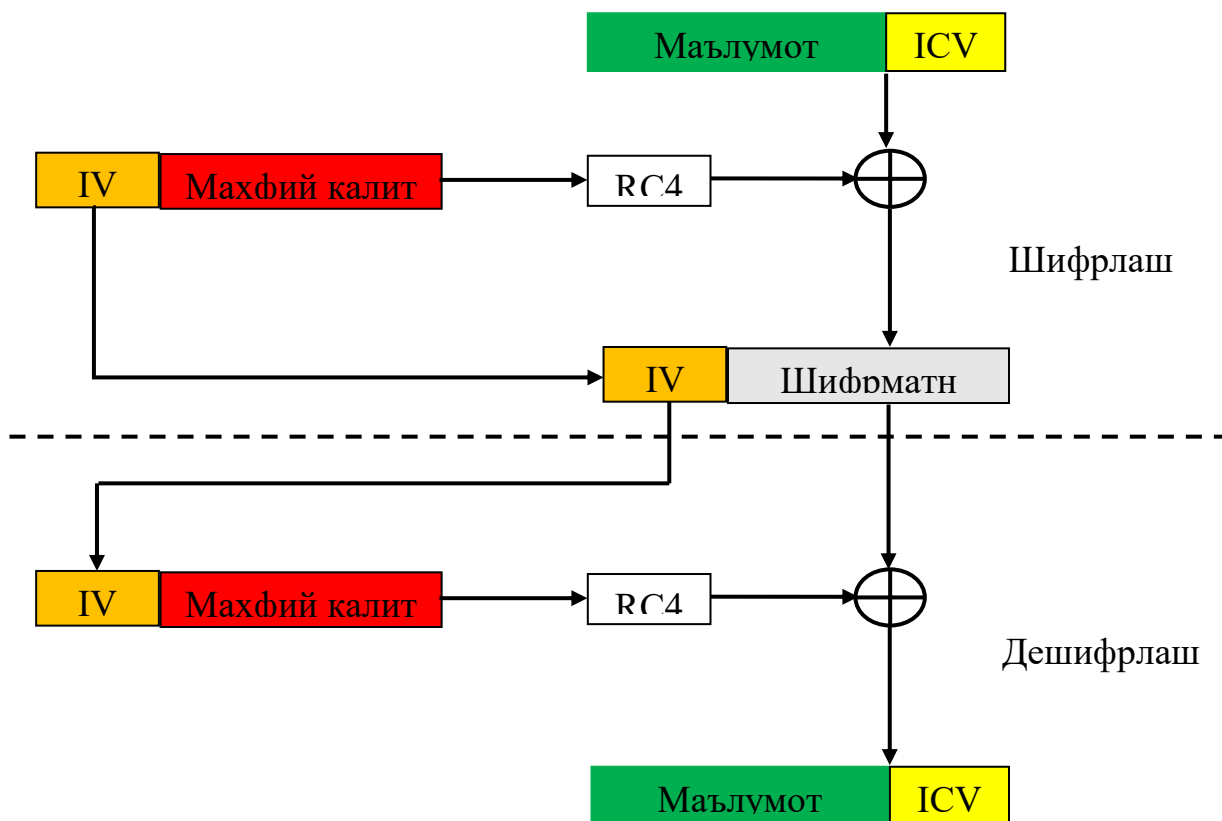 Маълумот ICV
IV Махфий калит RC4
Шифрлаш
IV Шифрматн
IV Махфий калит RC4
Дешифрлаш
Маълумот ICV